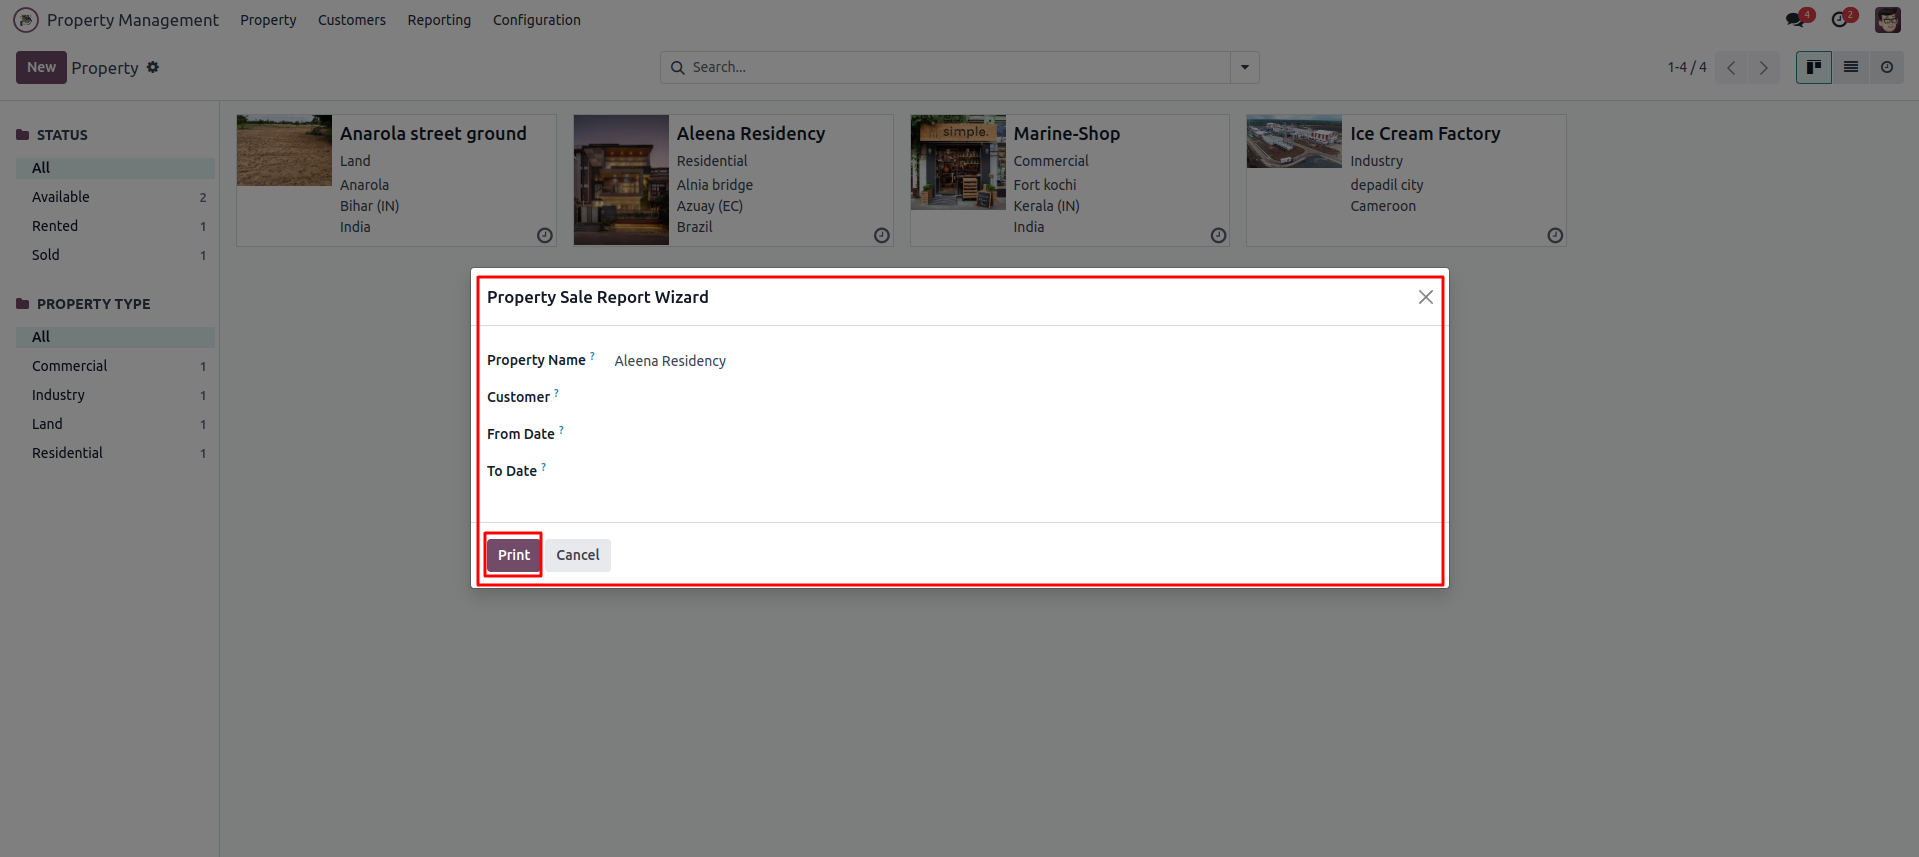 Property Management Property Customers Reporting Configuration 4 2
New Property Search... 1-4 / 4
STATUS
All
Available 2
Rented 1
Sold 1
PROPERTY TYPE
All
Commercial 1
Industry 1
Land 1
Residential 1
Anarola street ground
Land
Anarola
Bihar (IN)
India
Aleena Residency
Residential
Alnia bridge
Azuay (EC)
Brazil
simple.
Marine-Shop
Commercial
Fort kochi
Kerala (IN)
India
Ice Cream Factory
Industry
depadil city
Cameroon
Property Sale Report Wizard
Property Name ? Aleena Residency
Customer ?
From Date ?
To Date ?
Print Cancel